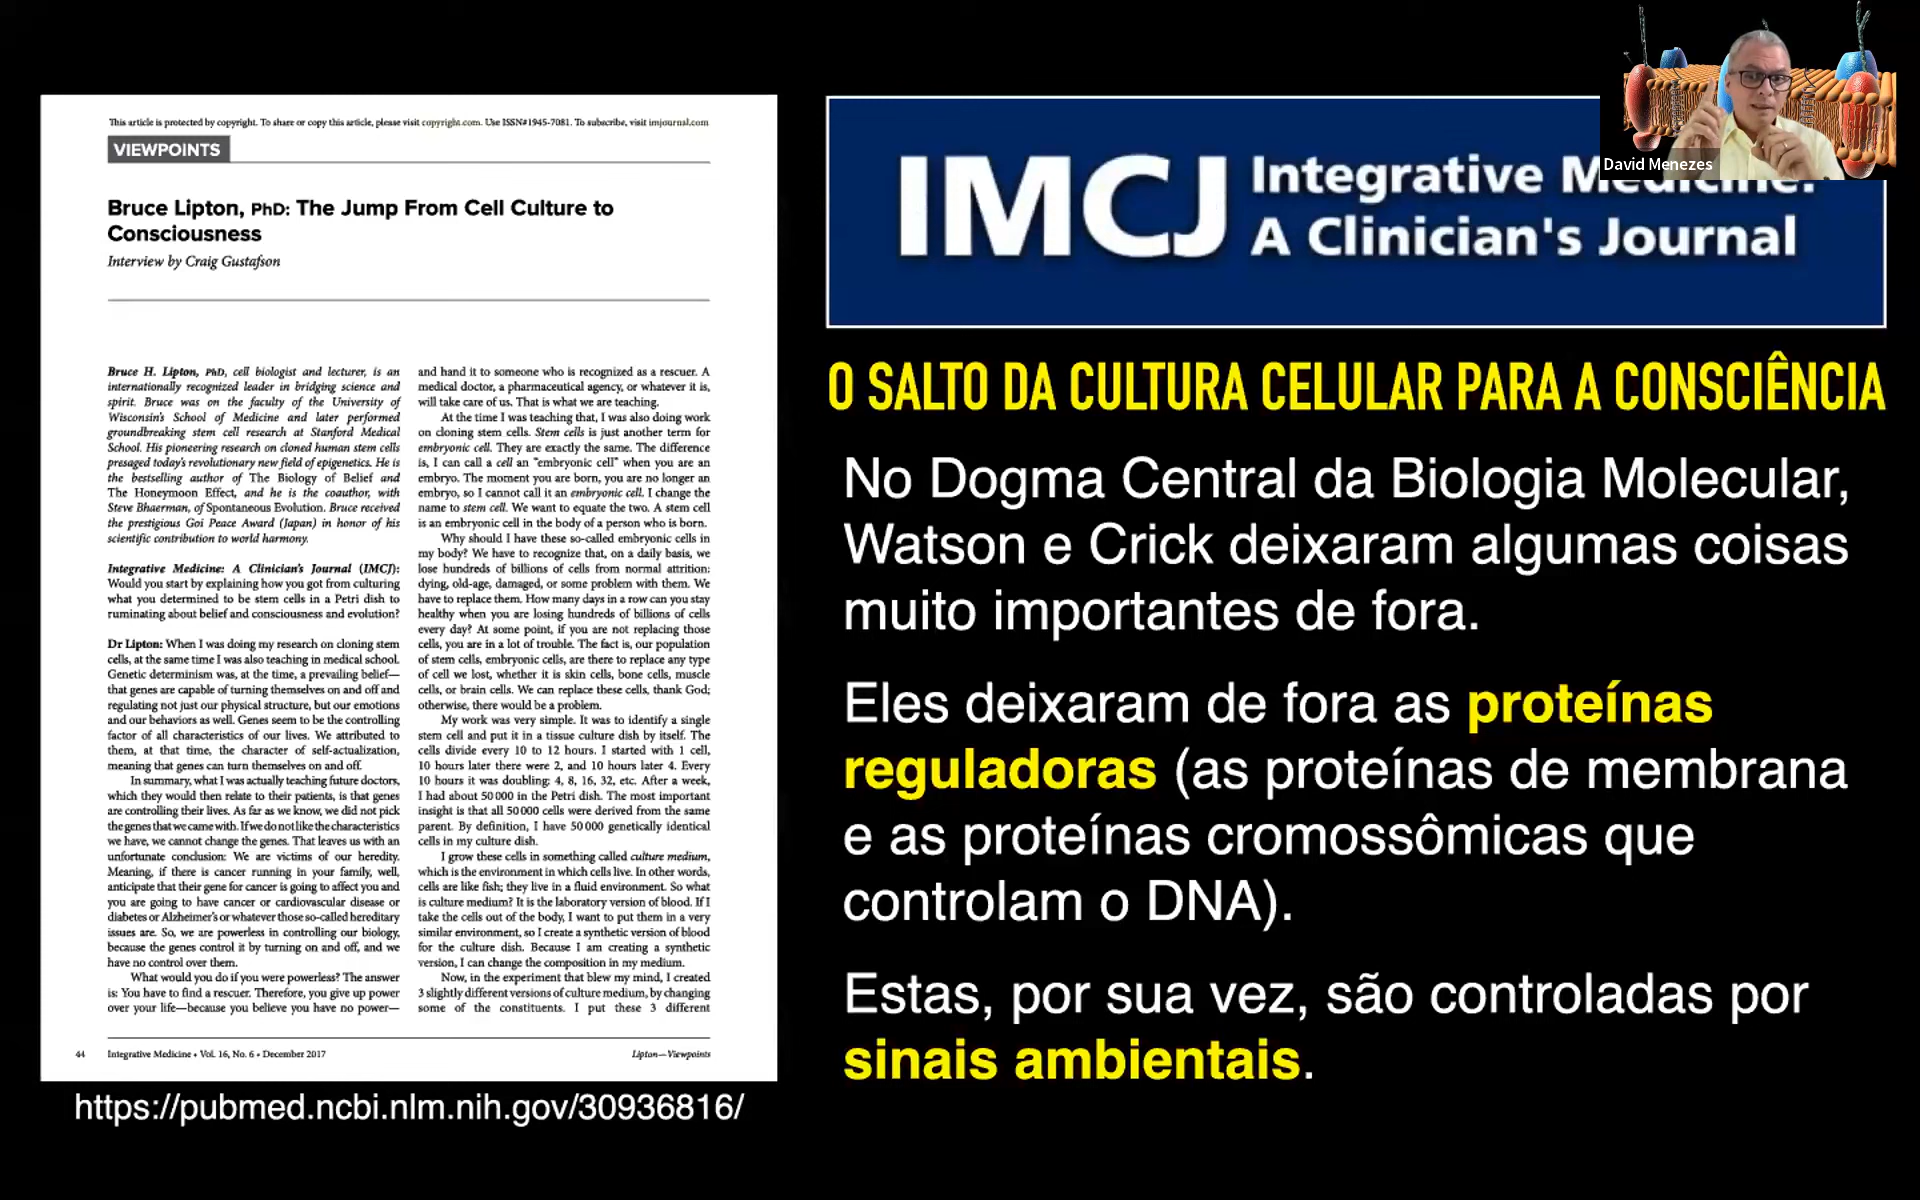 This article is protected by copyright. To share or copy this article, please visit copyright.com. Use ISSN#1945-7081. To subscribe, visit imjournal.com
VIEWPOINTS
Bruce Lipton, PhD: The Jump From Cell Culture to
Consciousness
Interview by Craig Gustafson
Bruce H. Lipton, PhD, cell biologist and lecturer, is an
internationally recognized leader in bridging science and
spirit. Bruce was on the faculty of the University of
Wisconsin's School of Medicine and later performed
groundbreaking stem cell research at Stanford Medical
School. His pioneering research on cloned human stem cells
presaged today's revolutionary new field of epigenetics. He is
the bestselling author of The Biology of Belief and
The Honeymoon Effect, and he is the coauthor, with
Steve Bhaerman, of Spontaneous Evolution. Bruce received
the prestigious Goi Peace Award (Japan) in honor of his
scientific contribution to world harmony.
Integrative Medicine: A Clinician's Journal (IMCJ):
Would you start by explaining how you got from culturing
what you determined to be stem cells in a Petri dish to
ruminating about belief and consciousness and evolution?
Dr Lipton: When I was doing my research on cloning stem
cells, at the same time I was also teaching in medical school.
Genetic determinism was, at the time, a prevailing belief—
that genes are capable of turning themselves on and off and
regulating not just our physical structure, but our emotions
and our behaviors as well. Genes seem to be the controlling
factor of all characteristics of our lives. We attributed to
them, at that time, the character of self-actualization,
meaning that genes can turn themselves on and off.
In summary, what I was actually teaching future doctors,
which they would then relate to their patients, is that genes
are controlling their lives. As far as we know, we did not pick
the genes that we came with. If we do not like the characteristics
we have, we cannot change the genes. That leaves us with an
unfortunate conclusion: We are victims of our heredity.
Meaning, if there is cancer running in your family, well,
anticipate that their gene for cancer is going to affect you and
you are going to have cancer or cardiovascular disease or
diabetes or Alzheimer's or whatever those so-called hereditary
issues are. So, we are powerless in controlling our biology,
because the genes control it by turning on and off, and we
have no control over them.
What would you do if you were powerless? The answer
is: You have to find a rescuer. Therefore, you give up power
over your life—because you believe you have no power—
and hand it to someone who is recognized as a rescuer. A
medical doctor, a pharmaceutical agency, or whatever it is,
will take care of us. That is what we are teaching.
At the time I was teaching that, I was also doing work
on cloning stem cells. Stem cells is just another term for
embryonic cell. They are exactly the same. The difference
is, I can call a cell an "embryonic cell" when you are an
embryo. The moment you are born, you are no longer an
embryo, so I cannot call it an embryonic cell. I change the
name to stem cell. We want to equate the two. A stem cell
is an embryonic cell in the body of a person who is born.
Why should I have these so-called embryonic cells in
my body? We have to recognize that, on a daily basis, we
lose hundreds of billions of cells from normal attrition:
dying, old-age, damaged, or some problem with them. We
have to replace them. How many days in a row can you stay
healthy when you are losing hundreds of billions of cells
every day? At some point, if you are not replacing those
cells, you are in a lot of trouble. The fact is, our population
of stem cells, embryonic cells, are there to replace any type
of cell we lost, whether it is skin cells, bone cells, muscle
cells, or brain cells. We can replace these cells, thank God;
otherwise, there would be a problem.
My work was very simple. It was to identify a single
stem cell and put it in a tissue culture dish by itself. The
cells divide every 10 to 12 hours. I started with 1 cell,
10 hours later there were 2, and 10 hours later 4. Every
10 hours it was doubling: 4, 8, 16, 32, etc. After a week,
I had about 50 000 in the Petri dish. The most important
insight is that all 50 000 cells were derived from the same
parent. By definition, I have 50 000 genetically identical
cells in my culture dish.
I grow these cells in something called culture medium,
which is the environment in which cells live. In other words,
cells are like fish; they live in a fluid environment. So what
is culture medium? It is the laboratory version of blood. If I
take the cells out of the body, I want to put them in a very
similar environment, so I create a synthetic version of blood
for the culture dish. Because I am creating a synthetic
version, I can change the composition in my medium.
Now, in the experiment that blew my mind, I created
3 slightly different versions of culture medium, by changing
some of the constituents. I put these 3 different
44 Integrative Medicine • Vol. 16, No. 6 • December 2017
Lipton—Viewpoints
https://pubmed.ncbi.nlm.nih.gov/30936816/
David Menezes
IMCJ Integrative Medicine:
A Clinician's Journal
O SALTO DA CULTURA CELULAR PARA A CONSCIÊNCIA
No Dogma Central da Biologia Molecular,
Watson e Crick deixaram algumas coisas
muito importantes de fora.
Eles deixaram de fora as proteínas
reguladoras (as proteínas de membrana
e as proteínas cromossômicas que
controlam o DNA).
Estas, por sua vez, são controladas por
sinais ambientais.